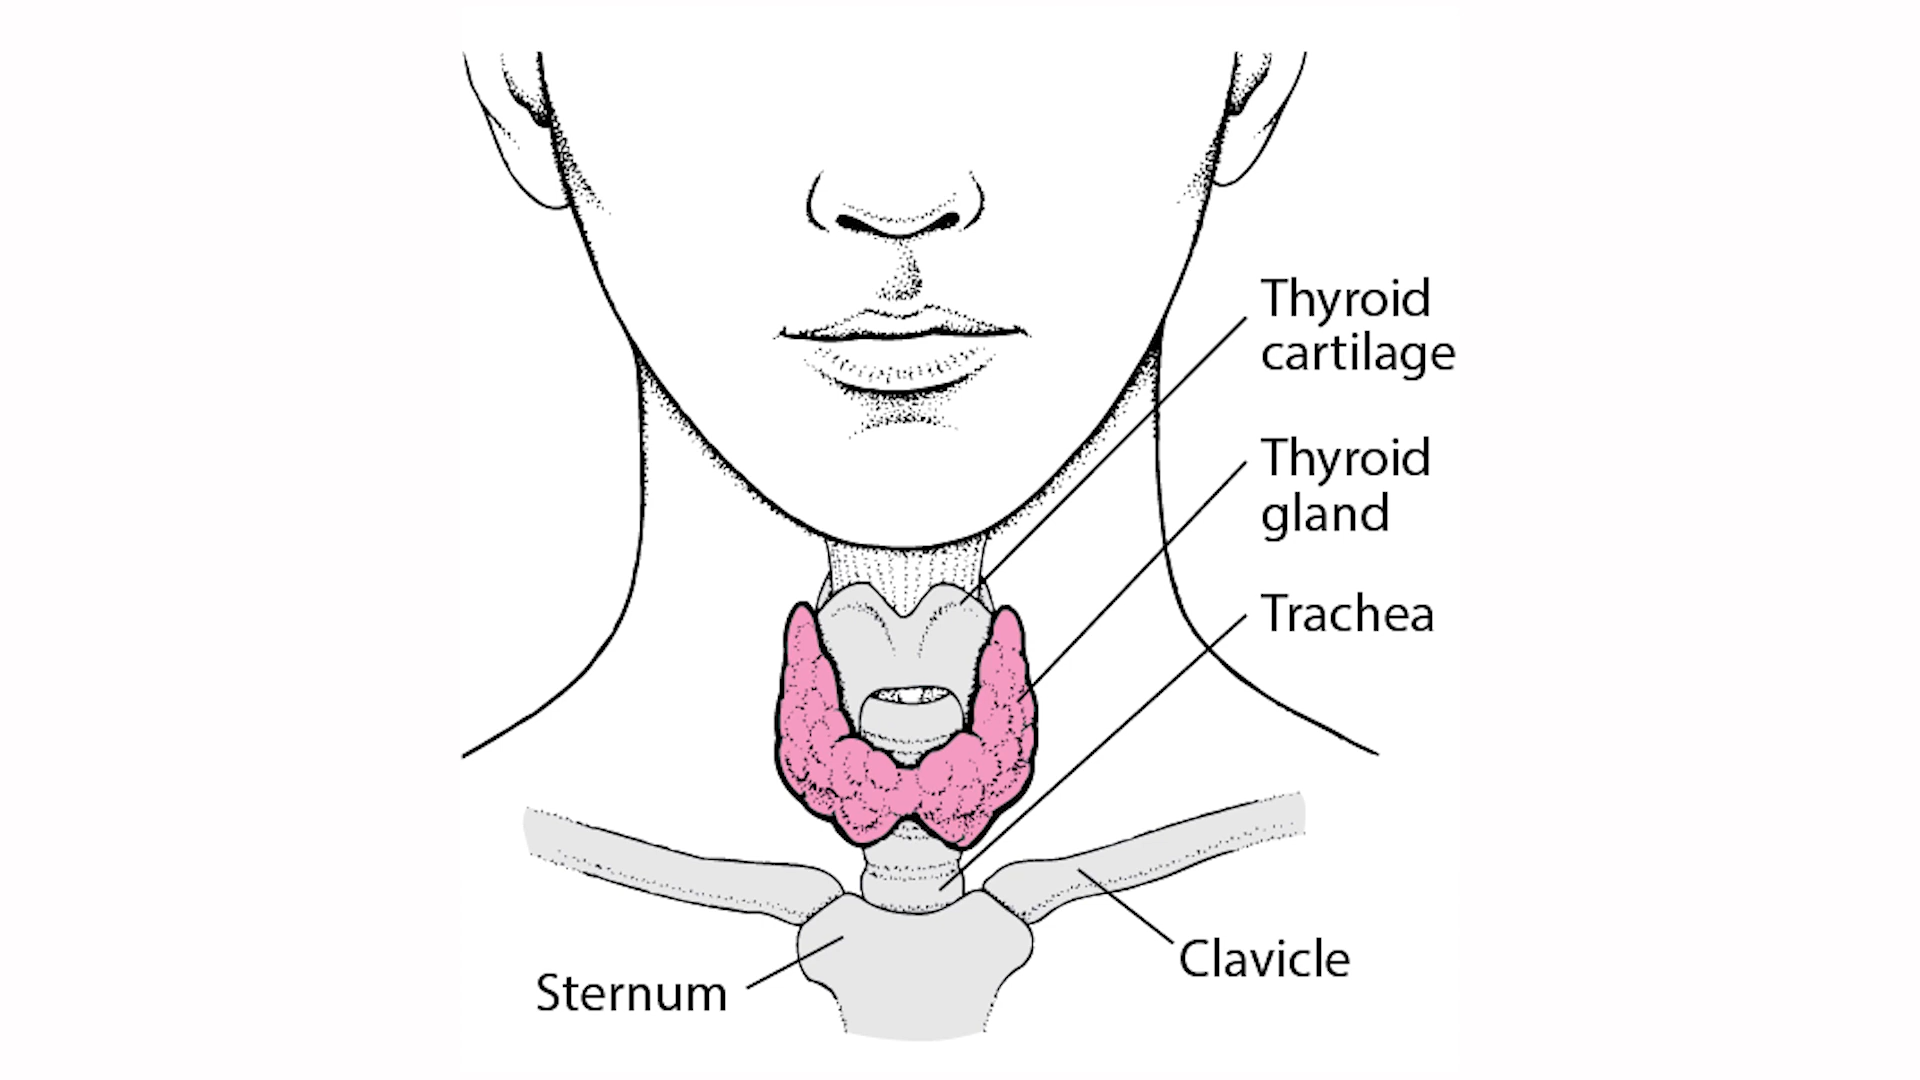 Thyroid
cartilage
Thyroid
gland
Trachea
Clavicle
Sternum